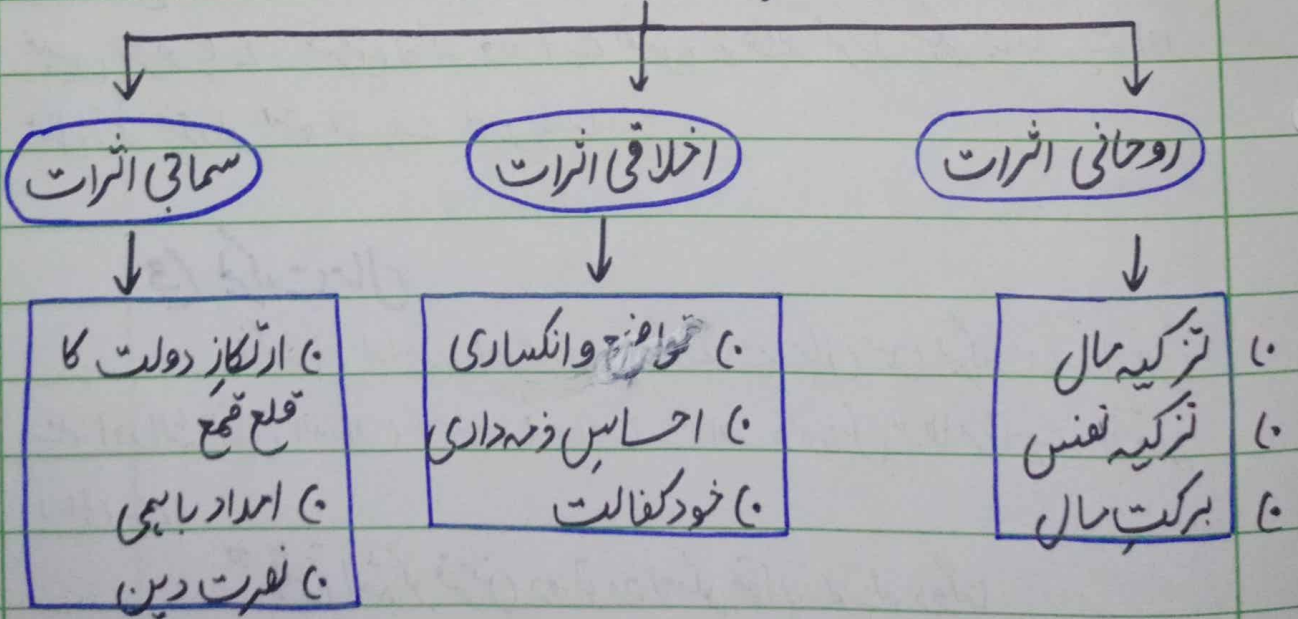 روحانی اثرات
تزکیہ مال
تزکیہ نفس
برکتِ مال
اخلاقی اثرات
تواضع و انکساری
احساسِ ذمہ داری
خود کفالت
سماجی اثرات
ارتکازِ دولت کا
قلع قمع
امداد باہمی
نصرت دین